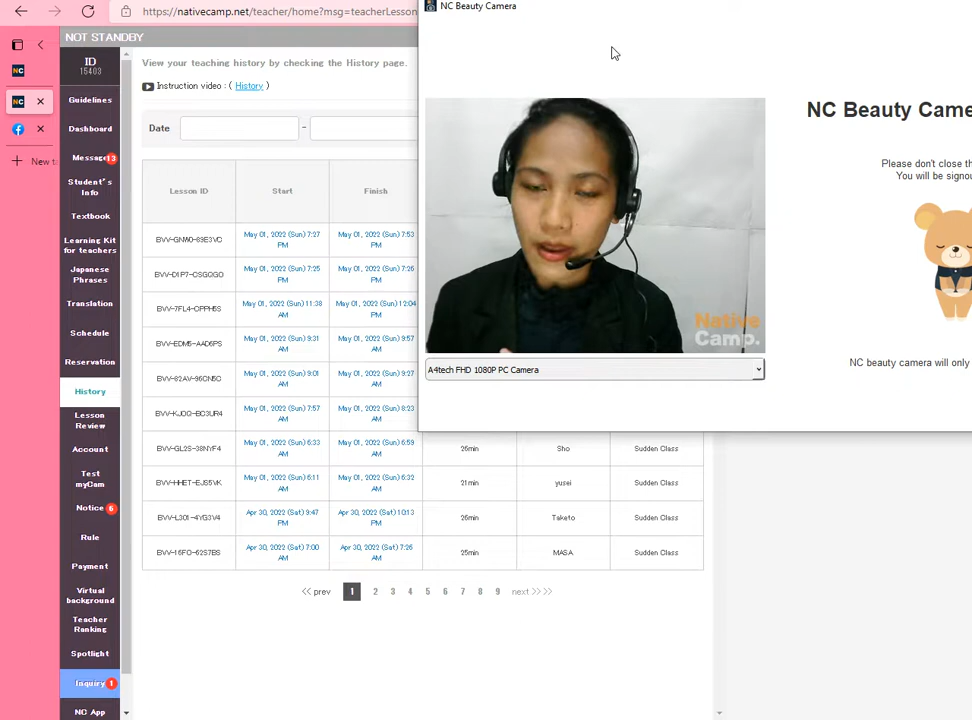 https://nativecamp.net/teacher/home?msg=teacherLesson
NC Beauty Camera
NOT STANDBY
ID
15403
Guidelines
Dashboard
Message 13
Student's
Info
Textbook
Learning Kit
for teachers
Japanese
Phrases
Translation
Schedule
Reservation
History
Lesson
Review
Account
Test
myCam
Notice 6
Rule
Payment
Virtual
background
Teacher
Ranking
Spotlight
Inquiry 1
NC App
New t
View your teaching history by checking the History page.
Instruction video : ( History )
Date -
Lesson ID Start Finish
May 01, 2022 (Sun) 7:27 PM May 01, 2022 (Sun) 7:53 PM
May 01, 2022 (Sun) 7:25 PM May 01, 2022 (Sun) 7:26 PM
May 01, 2022 (Sun) 11:38 AM May 01, 2022 (Sun) 12:04 PM
May 01, 2022 (Sun) 9:31 AM May 01, 2022 (Sun) 9:57 AM
May 01, 2022 (Sun) 9:01 AM May 01, 2022 (Sun) 9:27 AM
May 01, 2022 (Sun) 7:57 AM May 01, 2022 (Sun) 8:23 AM
May 01, 2022 (Sun) 6:33 AM May 01, 2022 (Sun) 6:59 AM 26min Sho Sudden Class
May 01, 2022 (Sun) 6:11 AM May 01, 2022 (Sun) 6:32 AM 21min yusei Sudden Class
Apr 30, 2022 (Sat) 9:47 PM Apr 30, 2022 (Sat) 10:13 PM 26min Taketo Sudden Class
Apr 30, 2022 (Sat) 7:00 AM Apr 30, 2022 (Sat) 7:26 AM 25min MASA Sudden Class
<< prev 1 2 3 4 5 6 7 8 9 next >>
Native
Camp.
A4tech FHD 1080P PC Camera
NC Beauty Came
Please don't close th
You will be signou
NC beauty camera will only